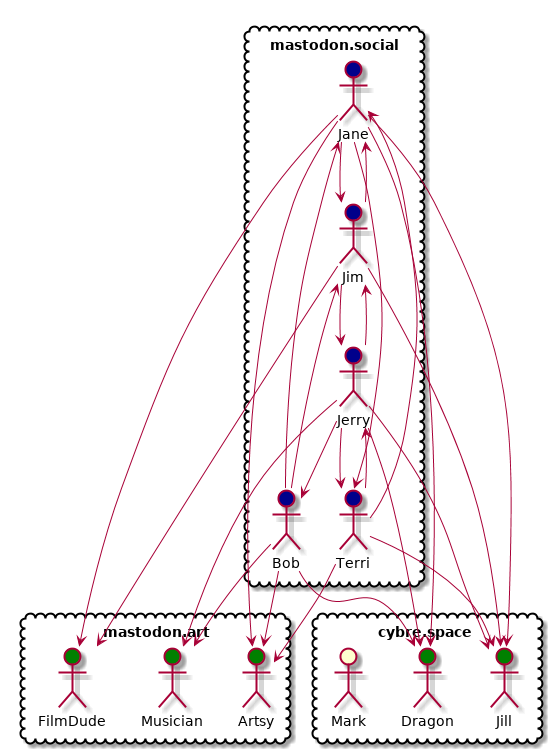 mastodon.social
Jane
Jim
Jerry
Bob Terri
mastodon.art cybre.space
FilmDude Musician Artsy Mark Dragon Jill